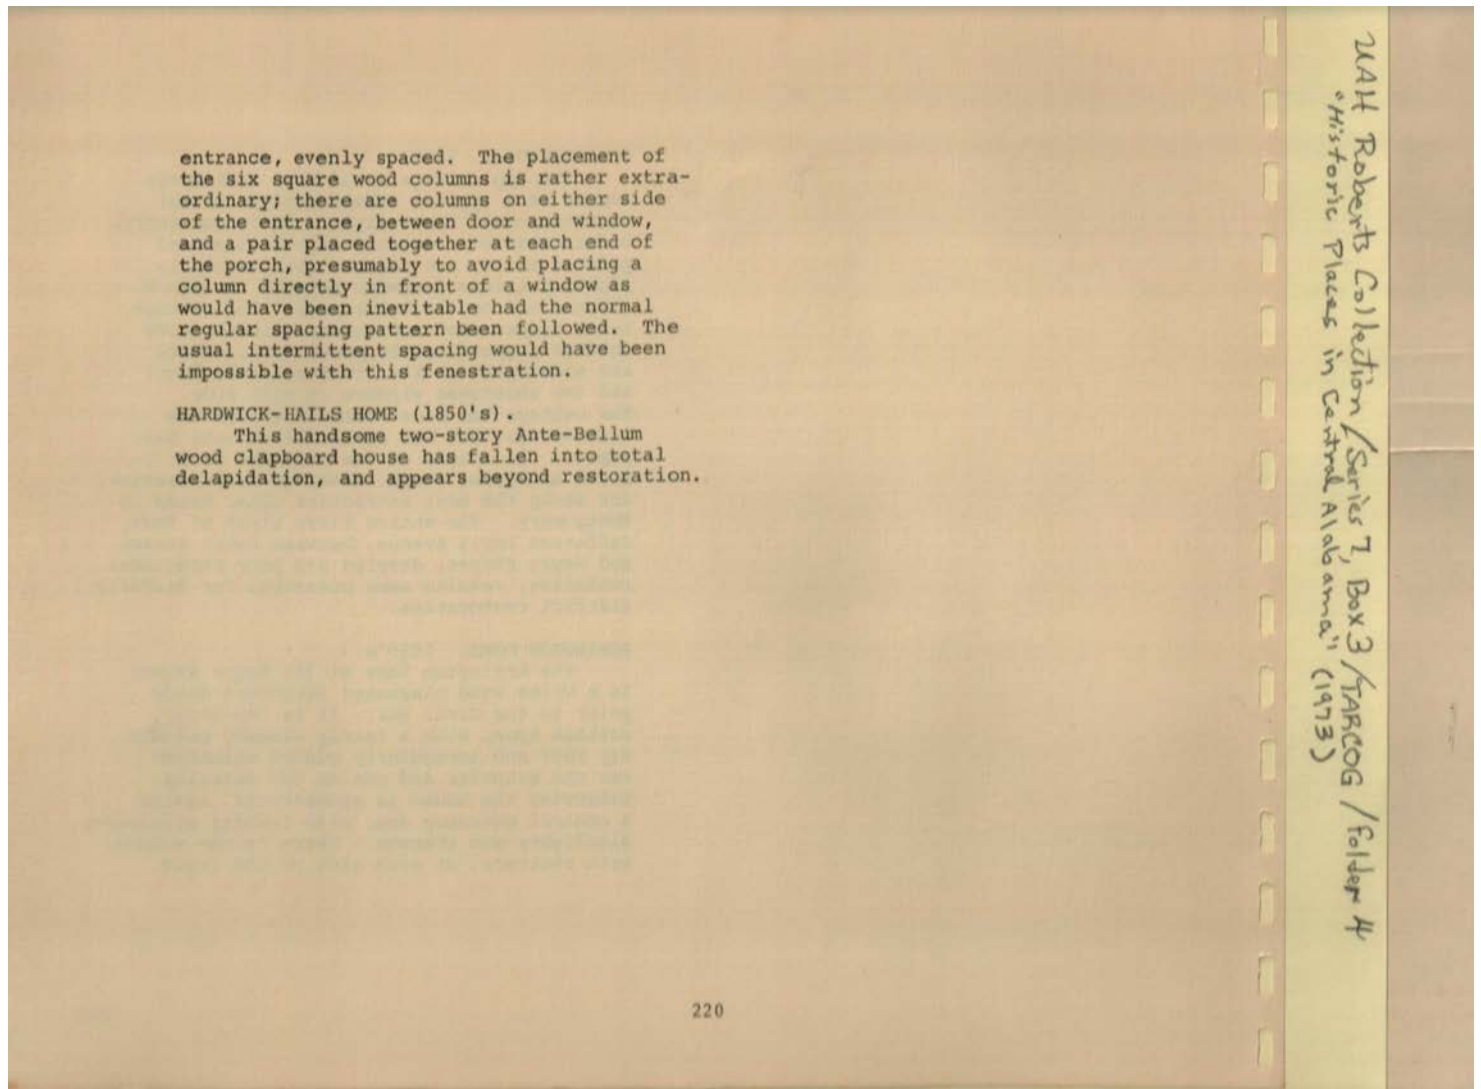 entrance, evenly spaced. The placement of
the six square wood columns is rather extra-
ordinary; there are columns on either side
of the entrance, between door and window,
and a pair placed together at each end of
the porch, presumably to avoid placing a
column directly in front of a window as
would have been inevitable had the normal
regular spacing pattern been followed. The
usual intermittent spacing would have been
impossible with this fenestration.
HARDWICK-HAILS HOME (1850's).
This handsome two-story Ante-Bellum
wood clapboard house has fallen into total
delapidation, and appears beyond restoration.
220
UAH Roberts Collection / Series 7, Box 3 / TARCOG / Folder 4
"Historic Places in Central Alabama" (1973)